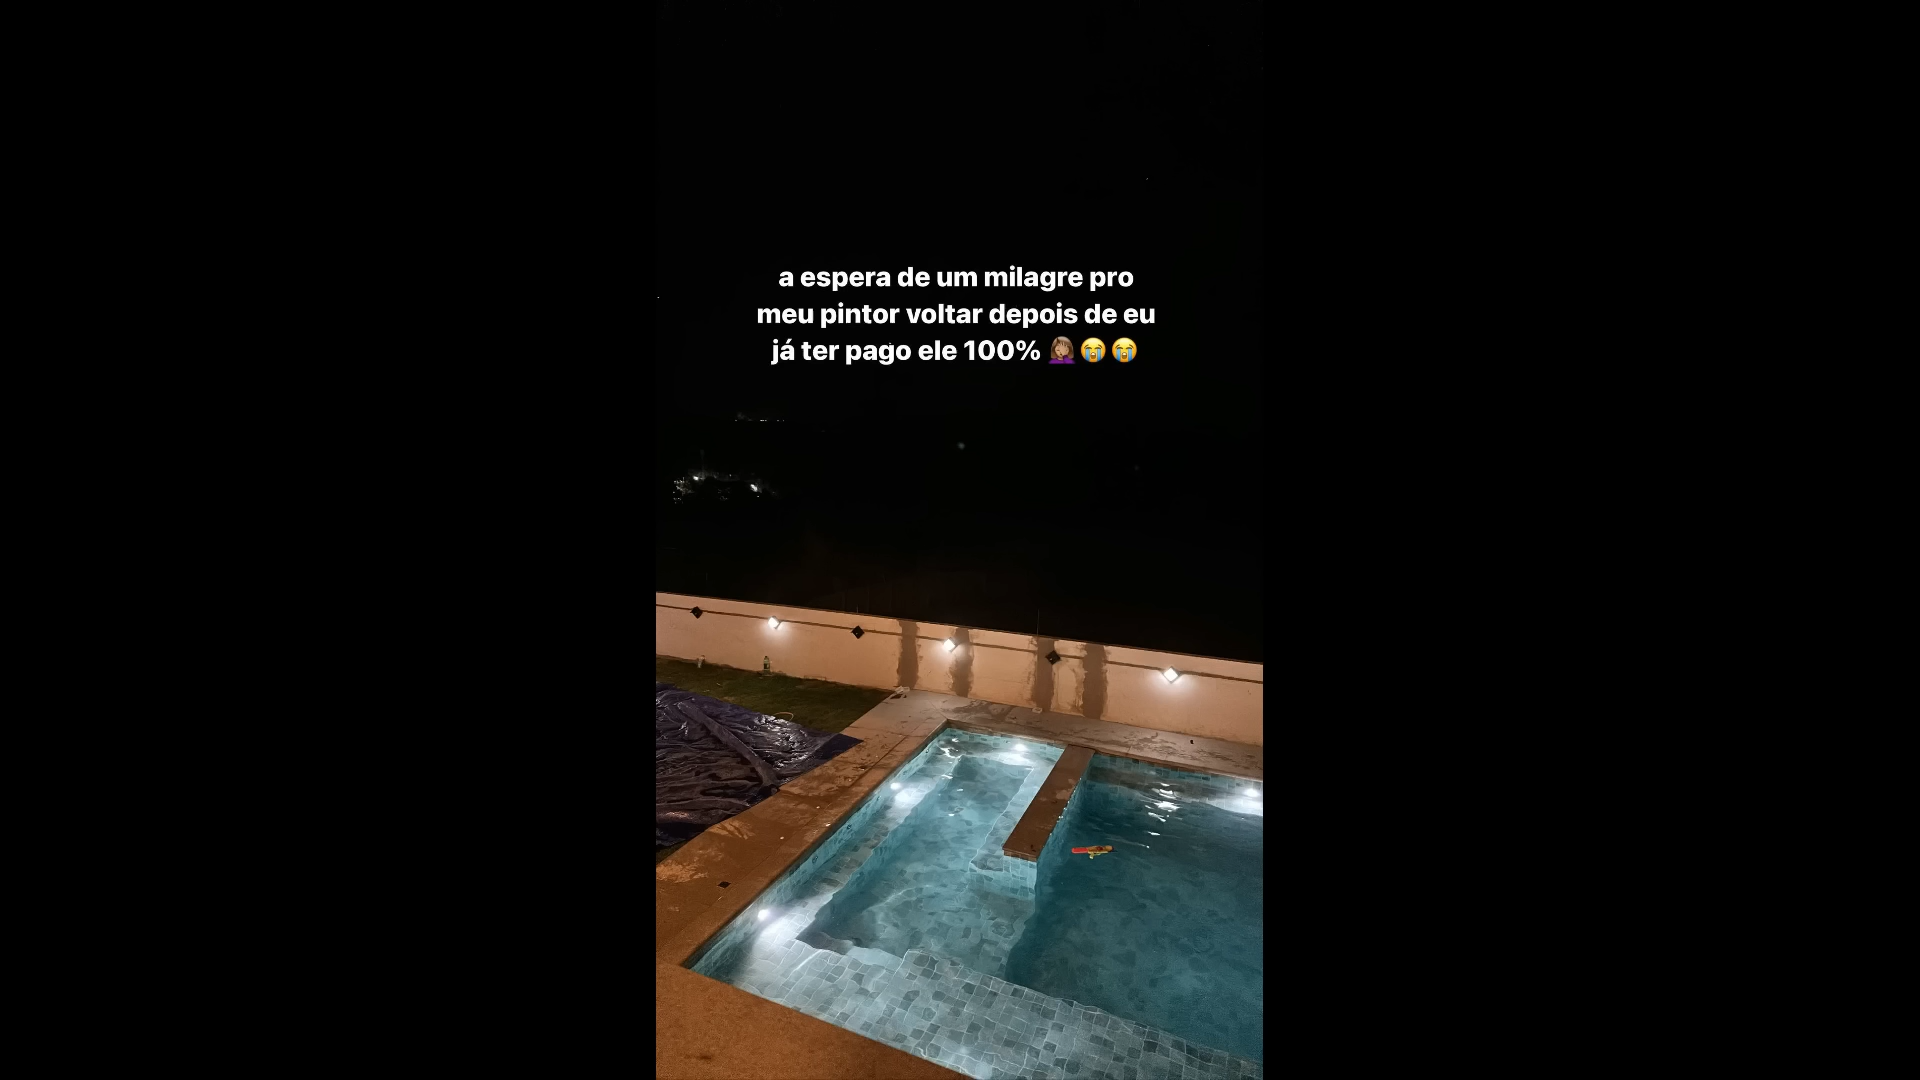 a espera de um milagre pro
meu pintor voltar depois de eu
já ter pago ele 100% 🤦🏽‍♀️😭😭